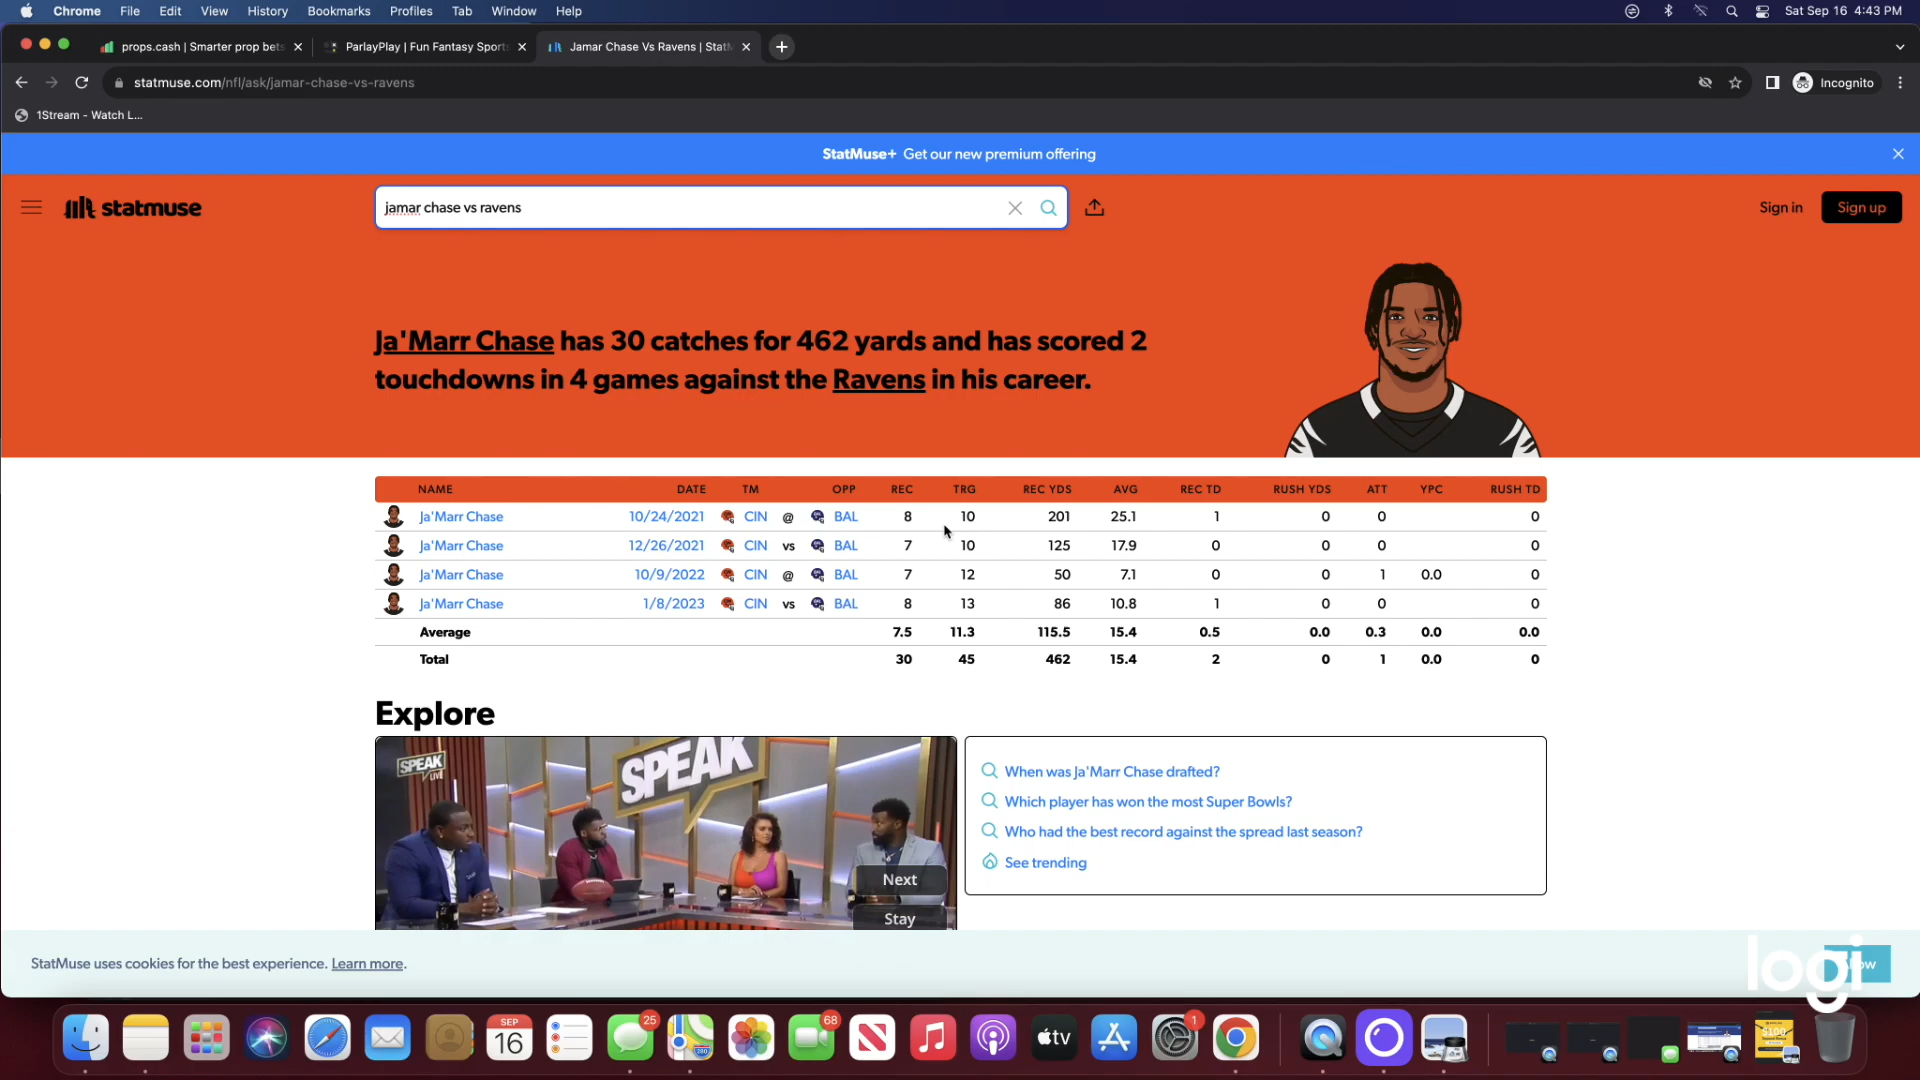 Chrome File Edit View History Bookmarks Profiles Tab Window Help Sat Sep 16 4:43 PM
props.cash | Smarter prop bets ParlayPlay | Fun Fantasy Sports Jamar Chase Vs Ravens | StatM
statmuse.com/nfl/ask/jamar-chase-vs-ravens Incognito
1Stream - Watch L...
StatMuse+ Get our new premium offering
statmuse jamar chase vs ravens Sign in Sign up
Ja'Marr Chase has 30 catches for 462 yards and has scored 2
touchdowns in 4 games against the Ravens in his career.
NAME DATE TM OPP REC TRG REC YDS AVG REC TD RUSH YDS ATT YPC RUSH TD
Ja'Marr Chase 10/24/2021 CIN @ BAL 8 10 201 25.1 1 0 0 0
Ja'Marr Chase 12/26/2021 CIN vs BAL 7 10 125 17.9 0 0 0 0
Ja'Marr Chase 10/9/2022 CIN @ BAL 7 12 50 7.1 0 0 1 0.0 0
Ja'Marr Chase 1/8/2023 CIN vs BAL 8 13 86 10.8 1 0 0 0
Average 7.5 11.3 115.5 15.4 0.5 0.0 0.3 0.0 0.0
Total 30 45 462 15.4 2 0 1 0.0 0
Explore
SPEAK
LIVE
SPEAK
Next
Stay
When was Ja'Marr Chase drafted?
Which player has won the most Super Bowls?
Who had the best record against the spread last season?
See trending
StatMuse uses cookies for the best experience. Learn more.
logi
SEP
16
25
68
tv
1
280
$100